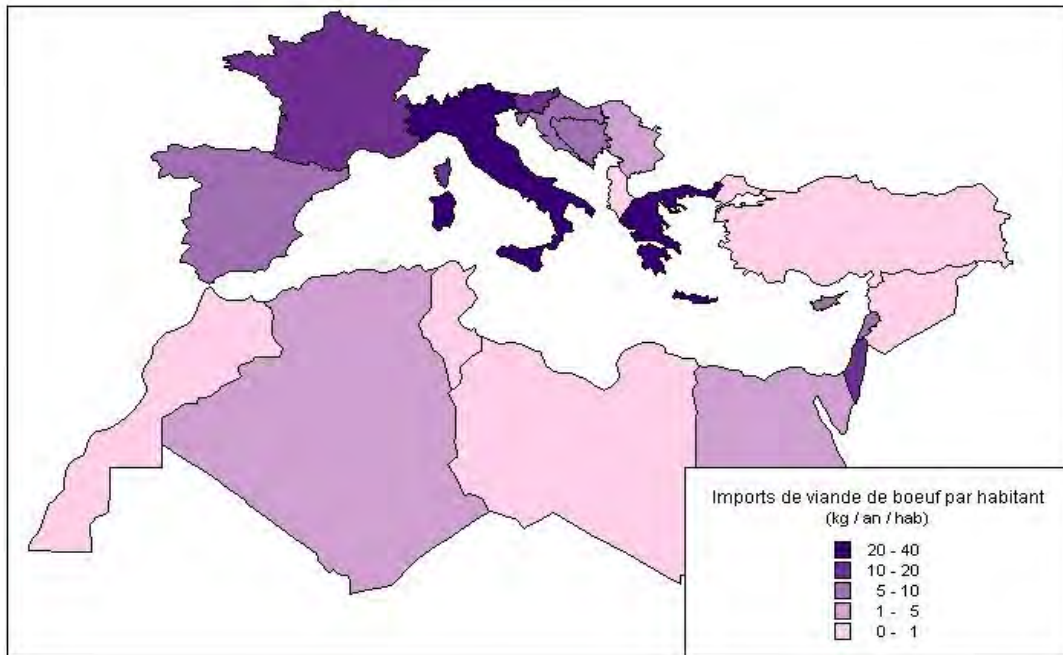 Imports de viande de boeuf par habitant
(kg / an / hab)
20 - 40
10 - 20
5 - 10
1 - 5
0 - 1